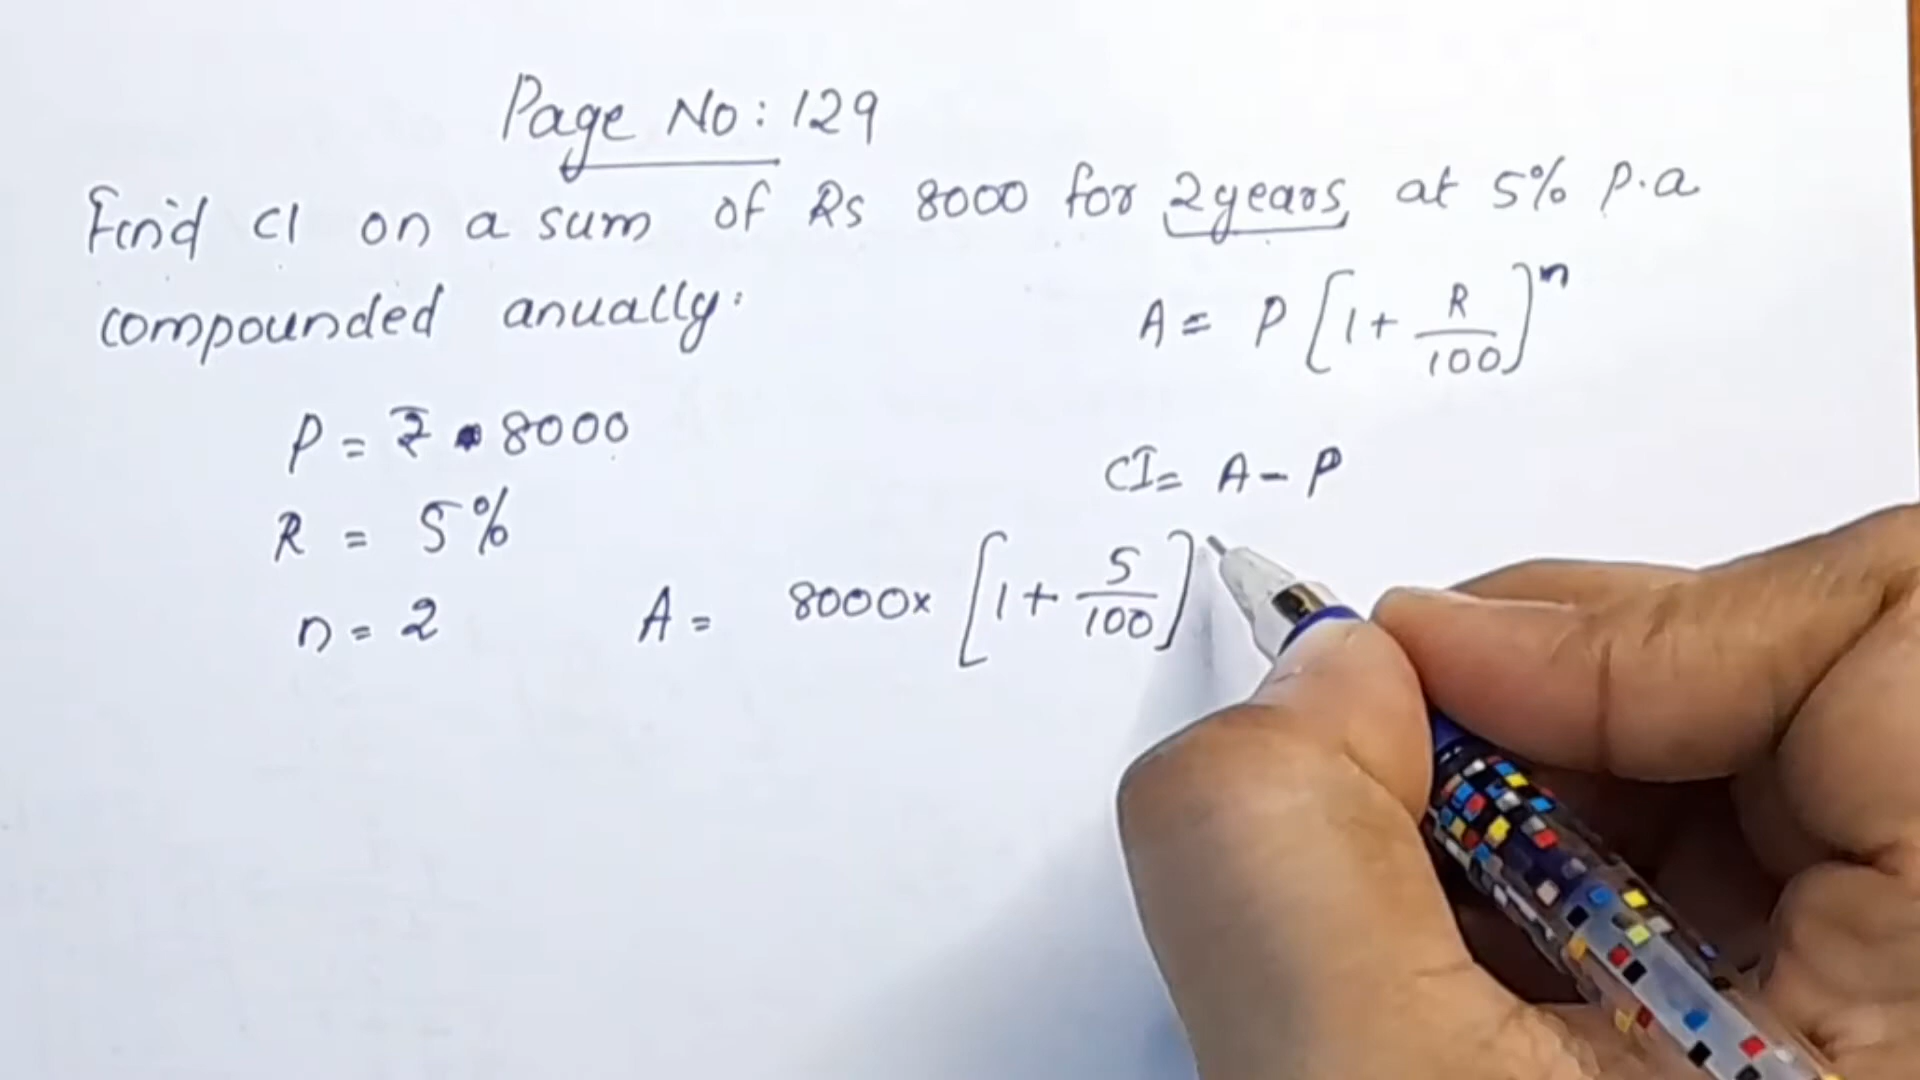 Page No: 129
Find CI on a sum of Rs 8000 for 2 years, at 5% p.a
compounded anually.
A = P [1 + R/100]^n
P = ₹ 8000
CI = A - P
R = 5%
n = 2
A = 8000 x [1 + 5/100]